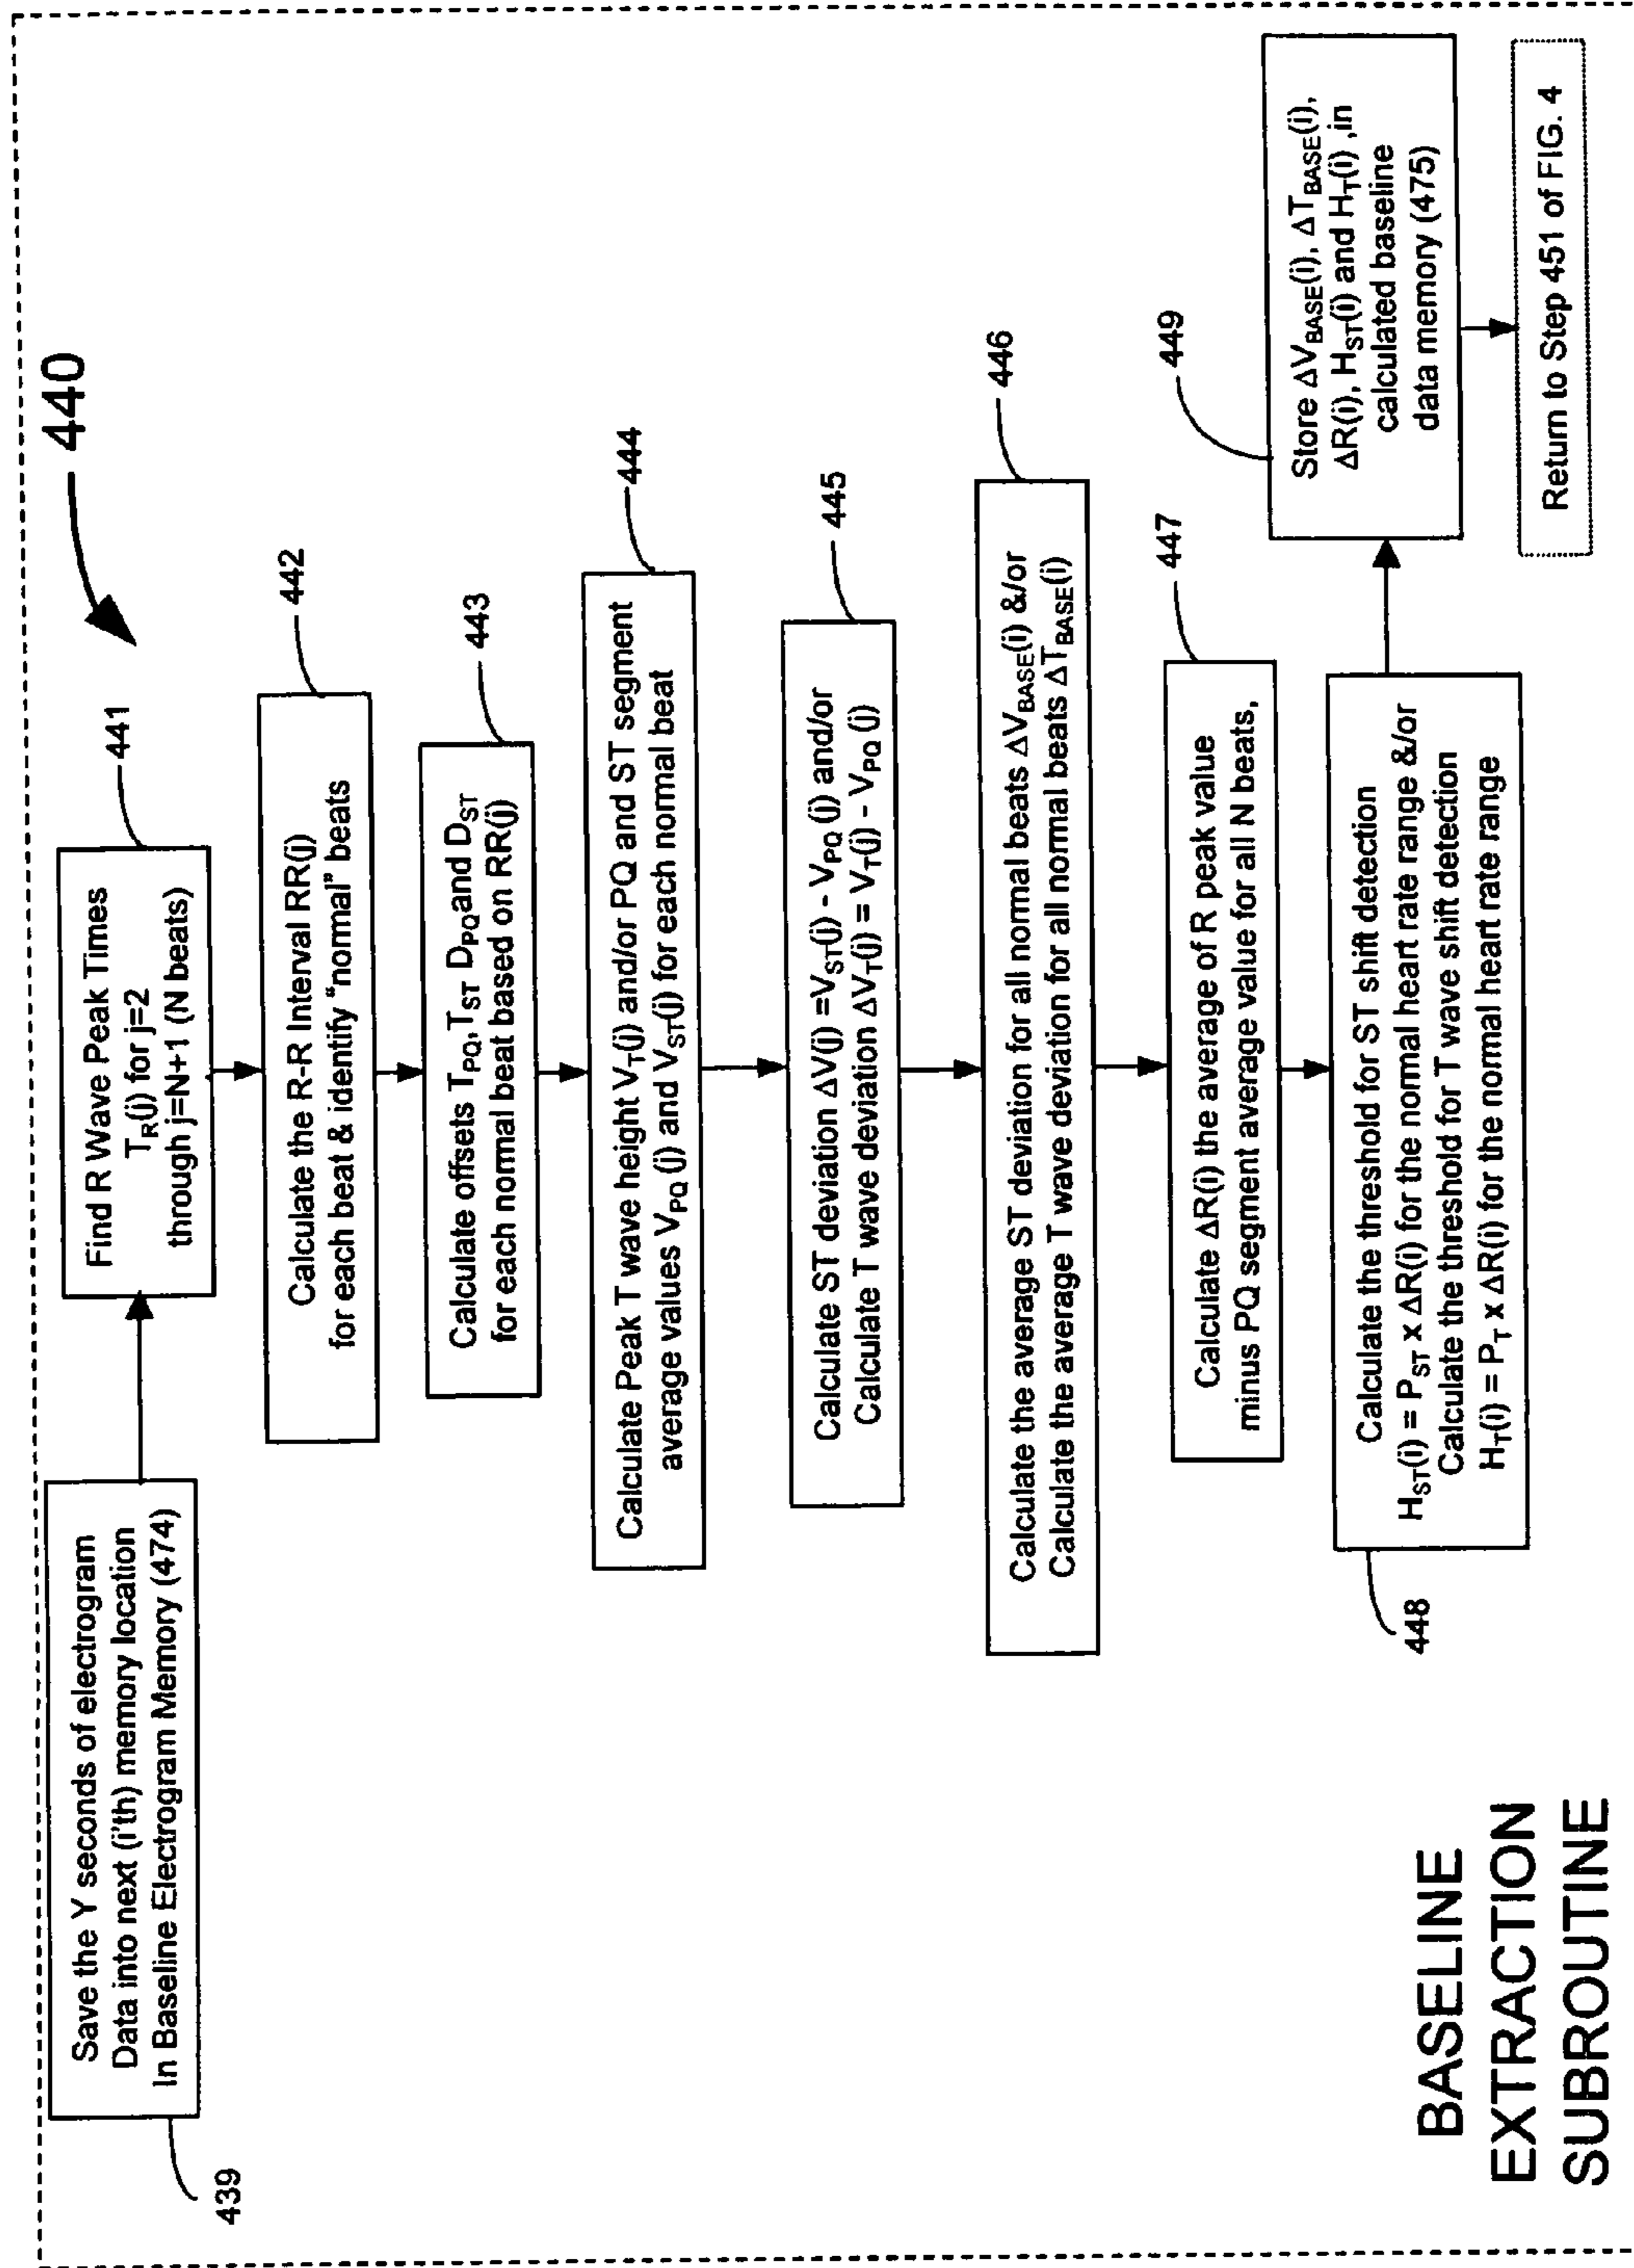 440
Save the Y seconds of electrogram
Data into next (i'th) memory location
In Baseline Electrogram Memory (474)
439
Find R Wave Peak Times
T_R(j) for j=2
through j=N+1 (N beats)
441
Calculate the R-R Interval RR(j)
for each beat & identify "normal" beats
442
Calculate offsets T_PQ,T_ST D_PQ and D_ST
for each normal beat based on RR(j)
443
Calculate Peak T wave height V_T(j) and/or PQ and ST segment
average values V_PQ (j) and V_ST(j) for each normal beat
444
Calculate ST deviation ΔV(j) =V_ST(j) - V_PQ (j) and/or
Calculate T wave deviation ΔV_T(j) = V_T(j) - V_PQ (j)
445
Calculate the average ST deviation for all normal beats ΔV_BASE(i) &/or
Calculate the average T wave deviation for all normal beats ΔT_BASE(i)
446
Calculate ΔR(i) the average of R peak value
minus PQ segment average value for all N beats,
447
Calculate the threshold for ST shift detection
H_ST(i) = P_ST x ΔR(i) for the normal heart rate range &/or
Calculate the threshold for T wave shift detection
H_T(i) = P_T x ΔR(i) for the normal heart rate range
448
Store ΔV_BASE(i), ΔT_BASE(i),
ΔR(i), H_ST(i) and H_T(i) ,in
calculated baseline
data memory (475)
449
Return to Step 451 of FIG. 4
BASELINE
EXTRACTION
SUBROUTINE